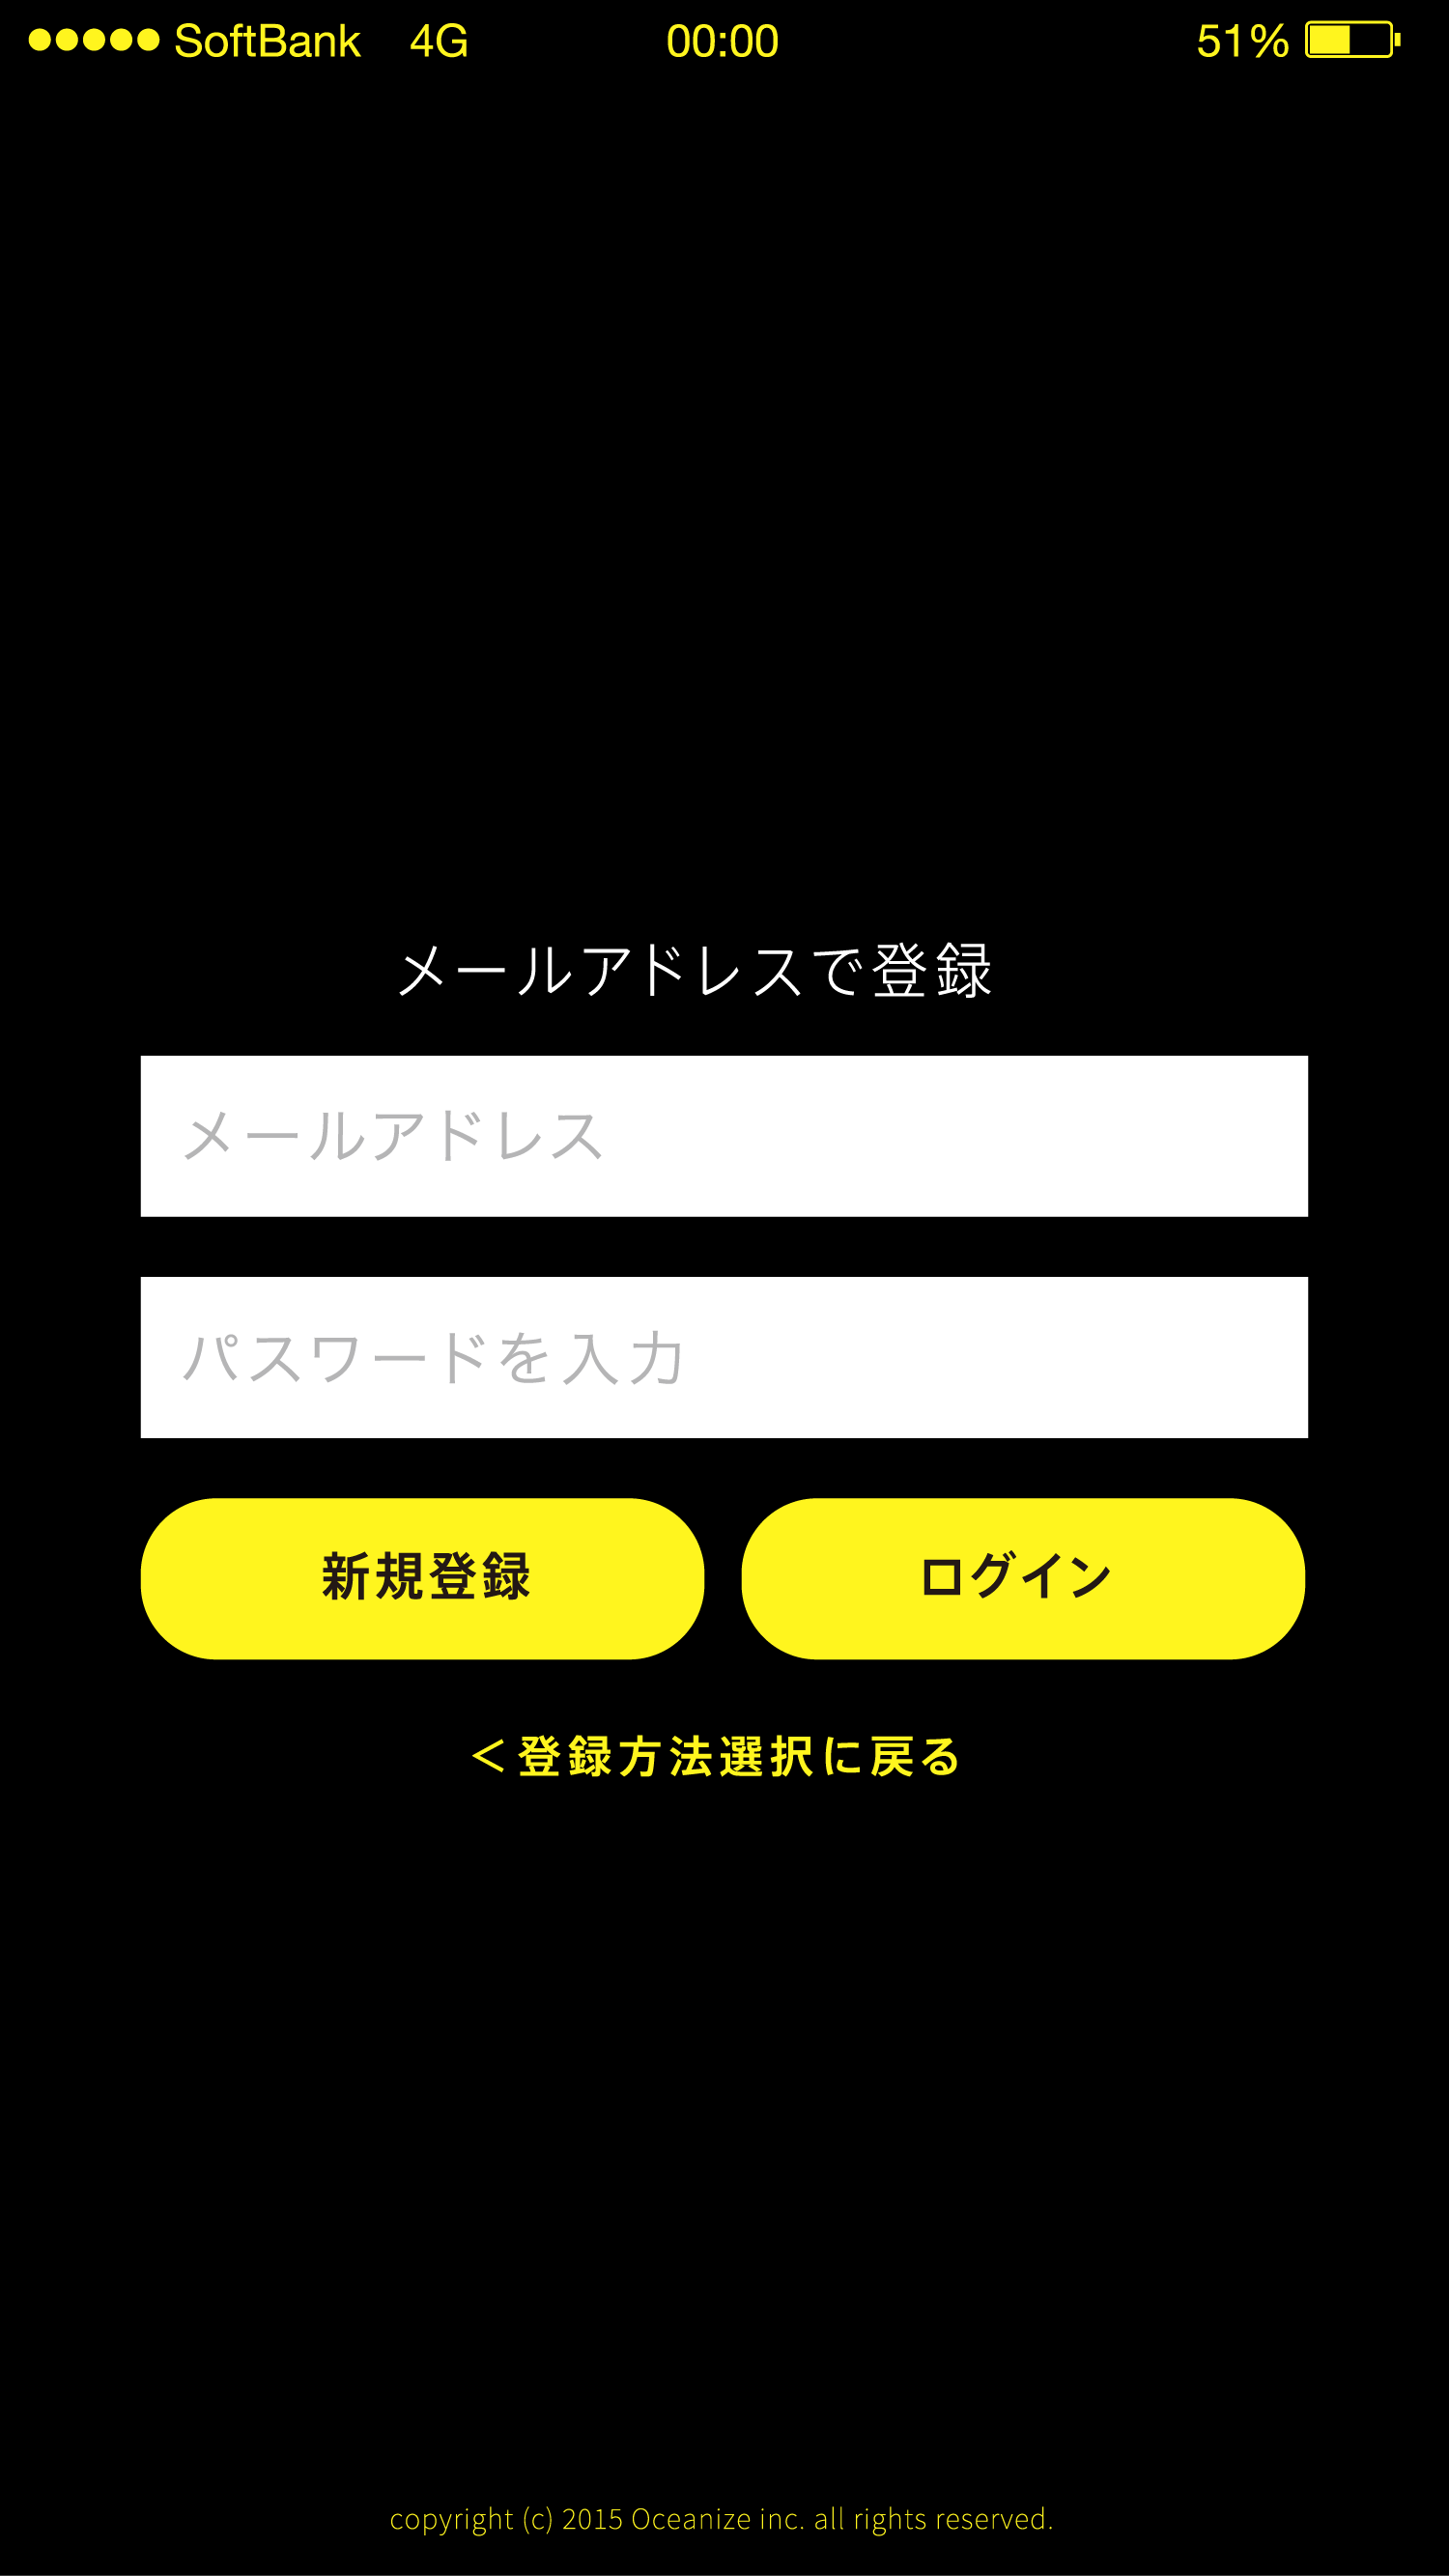 SoftBank 4G 00:00 51%
メールアドレスで登録
メールアドレス
パスワードを入力
新規登録 ログイン
＜登録方法選択に戻る
copyright (c) 2015 Oceanize inc. all rights reserved.